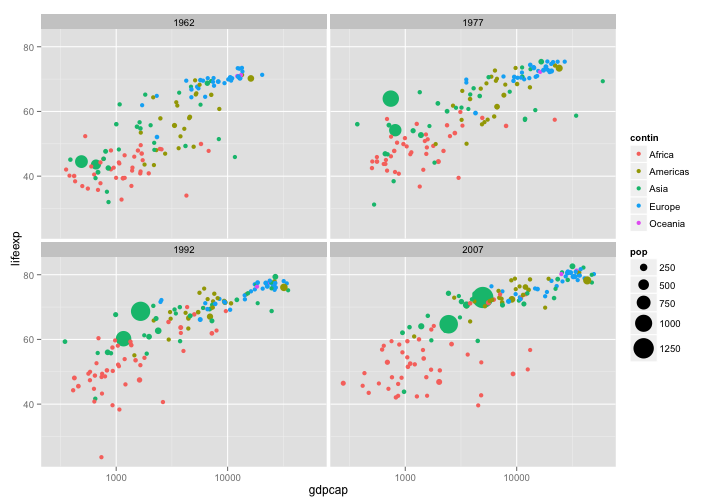 1962
1977
80
60
40
contin
Africa
Americas
Asia
Europe
Oceania
lifeexp
1992
2007
pop
250
500
750
1000
1250
80
60
40
1000
10000
1000
10000
gdpcap